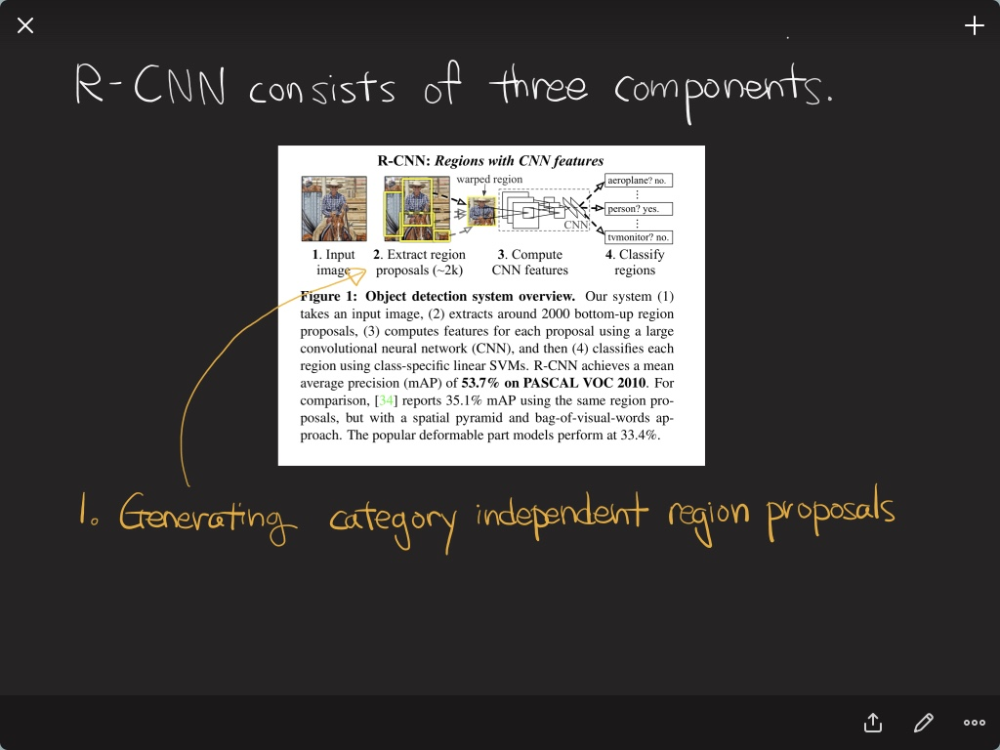 R-CNN consists of three components.
R-CNN: Regions with CNN features
warped region
aeroplane? no.
person? yes.
CNN
tvmonitor? no.
1. Input
image
2. Extract region
proposals (~2k)
3. Compute
CNN features
4. Classify
regions
Figure 1: Object detection system overview. Our system (1)
takes an input image, (2) extracts around 2000 bottom-up region
proposals, (3) computes features for each proposal using a large
convolutional neural network (CNN), and then (4) classifies each
region using class-specific linear SVMs. R-CNN achieves a mean
average precision (mAP) of 53.7% on PASCAL VOC 2010. For
comparison, [34] reports 35.1% mAP using the same region pro-
posals, but with a spatial pyramid and bag-of-visual-words ap-
proach. The popular deformable part models perform at 33.4%.
1. Generating category independent region proposals